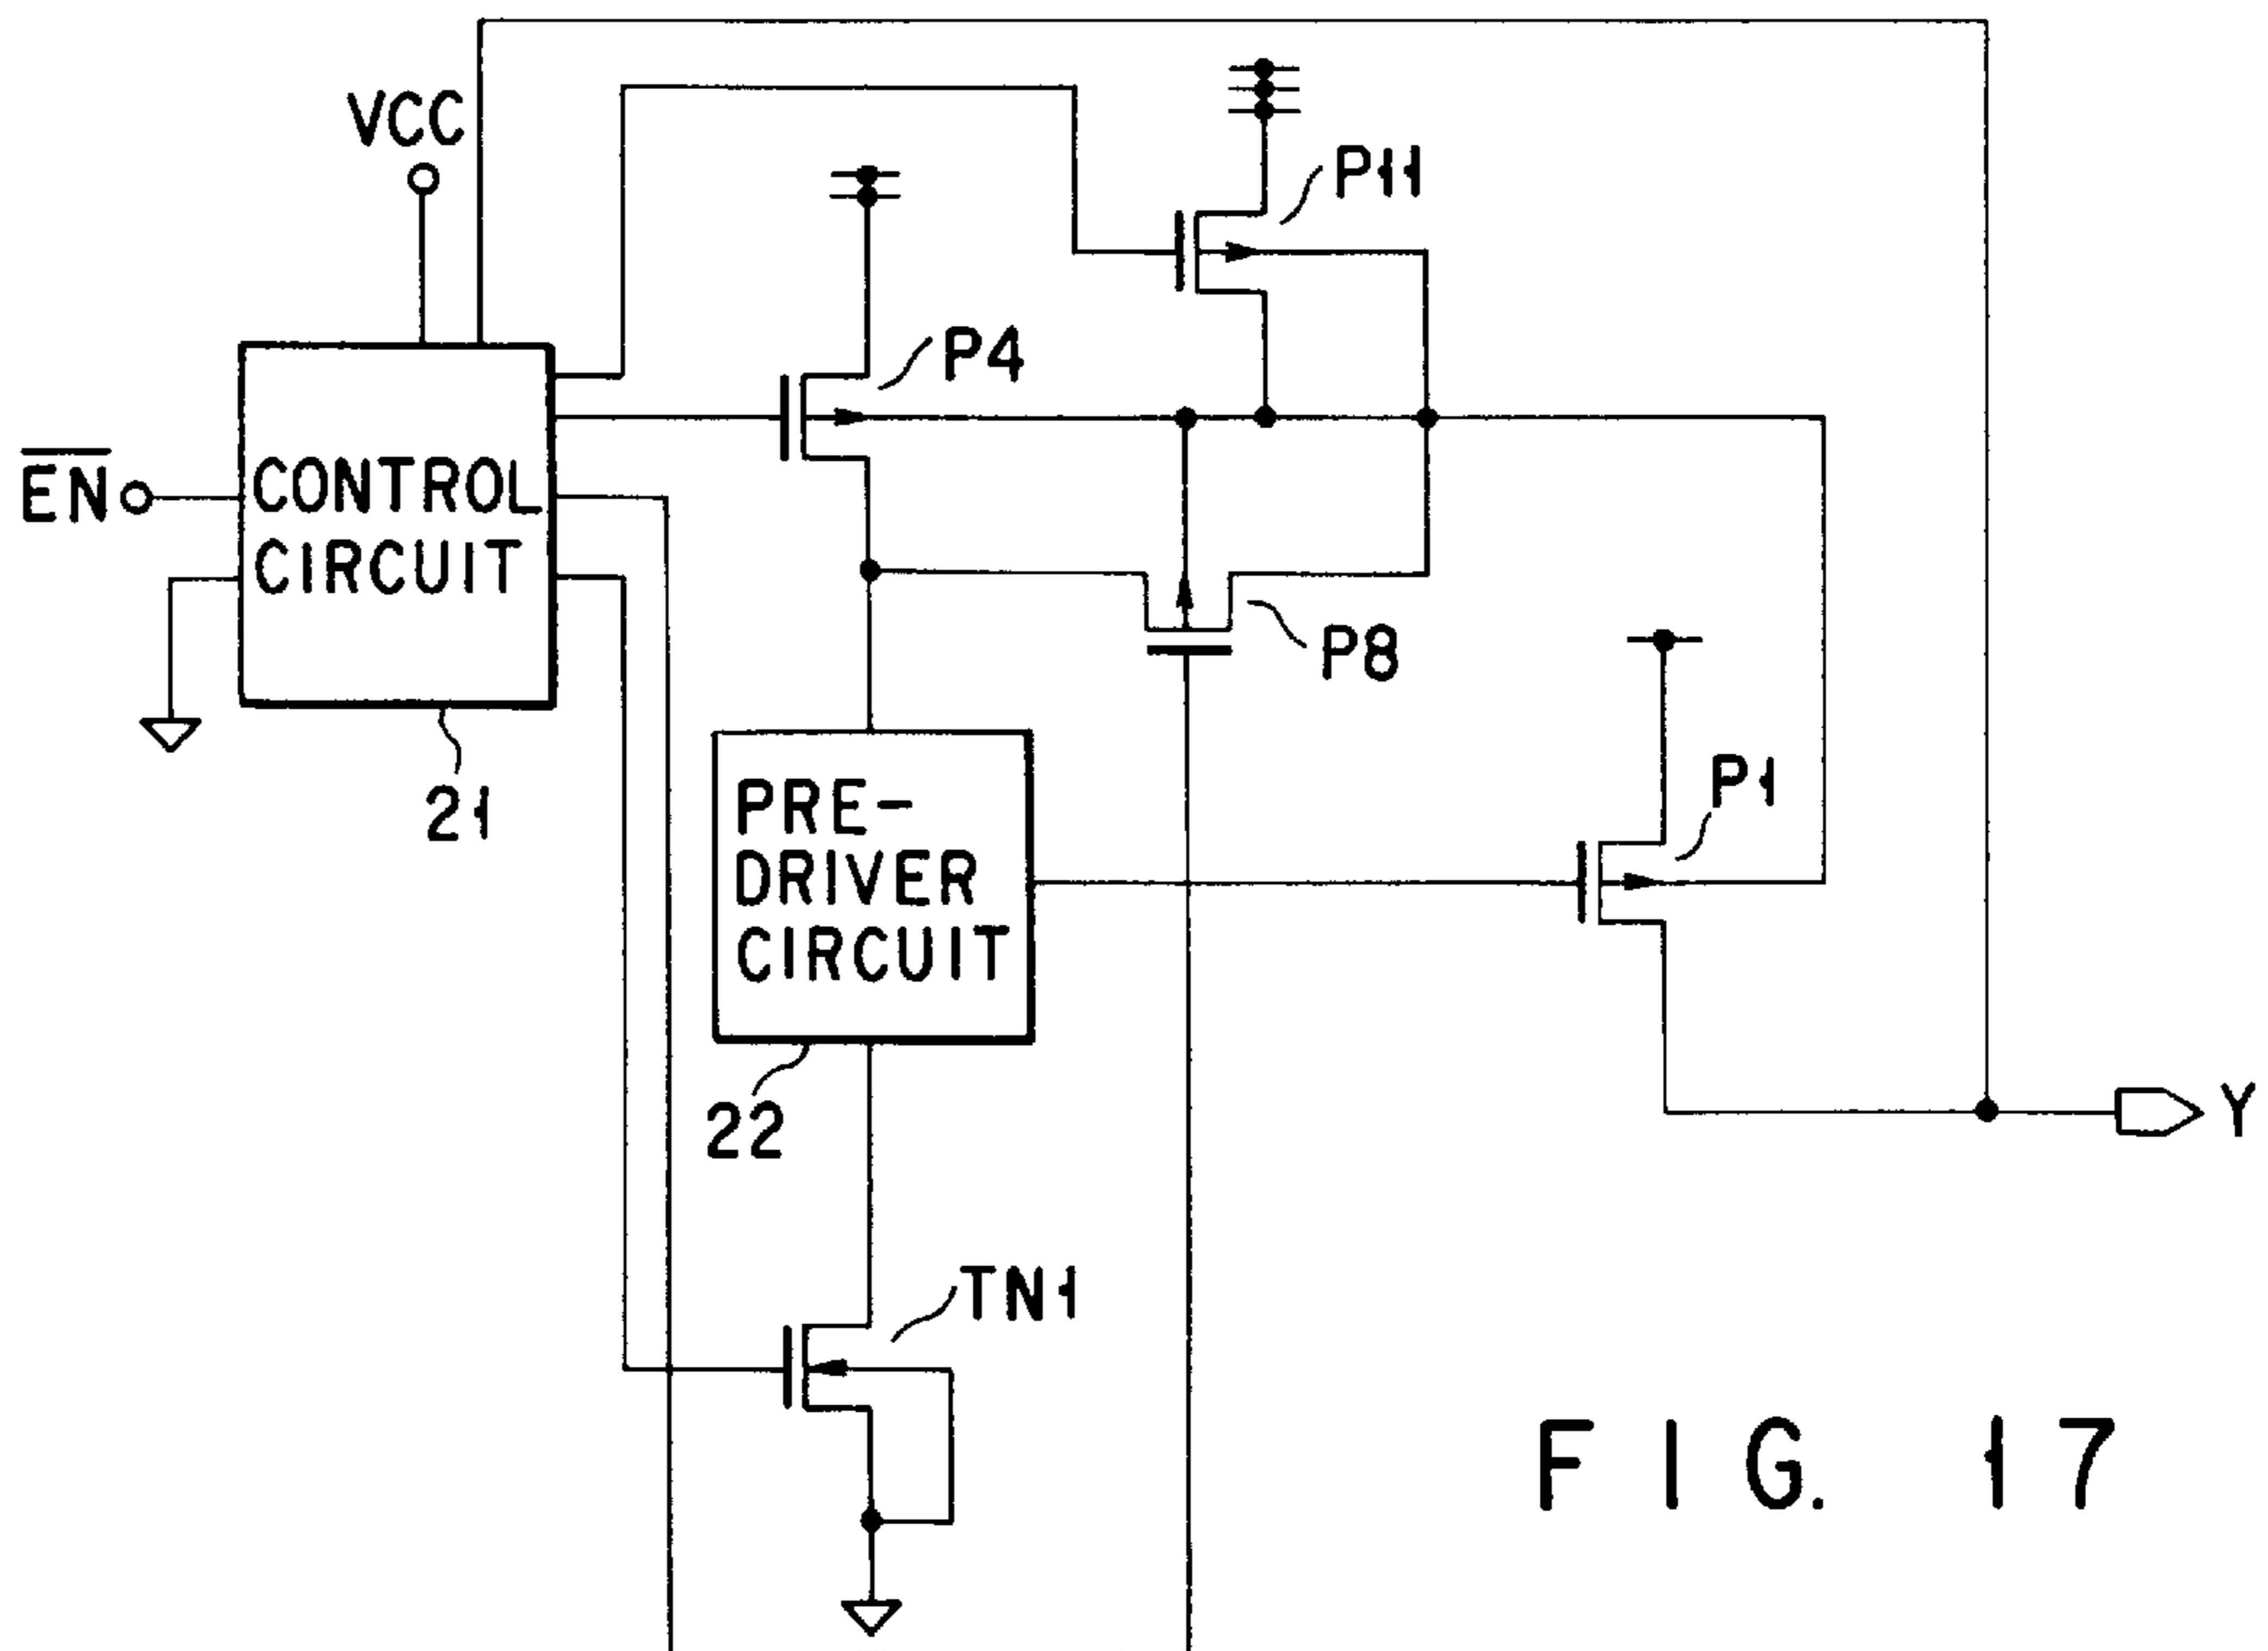 VCC
P11
P4
EN
CONTROL
CIRCUIT
P8
21
PRE-
DRIVER
CIRCUIT
P1
22
Y
TN1
FIG. 17